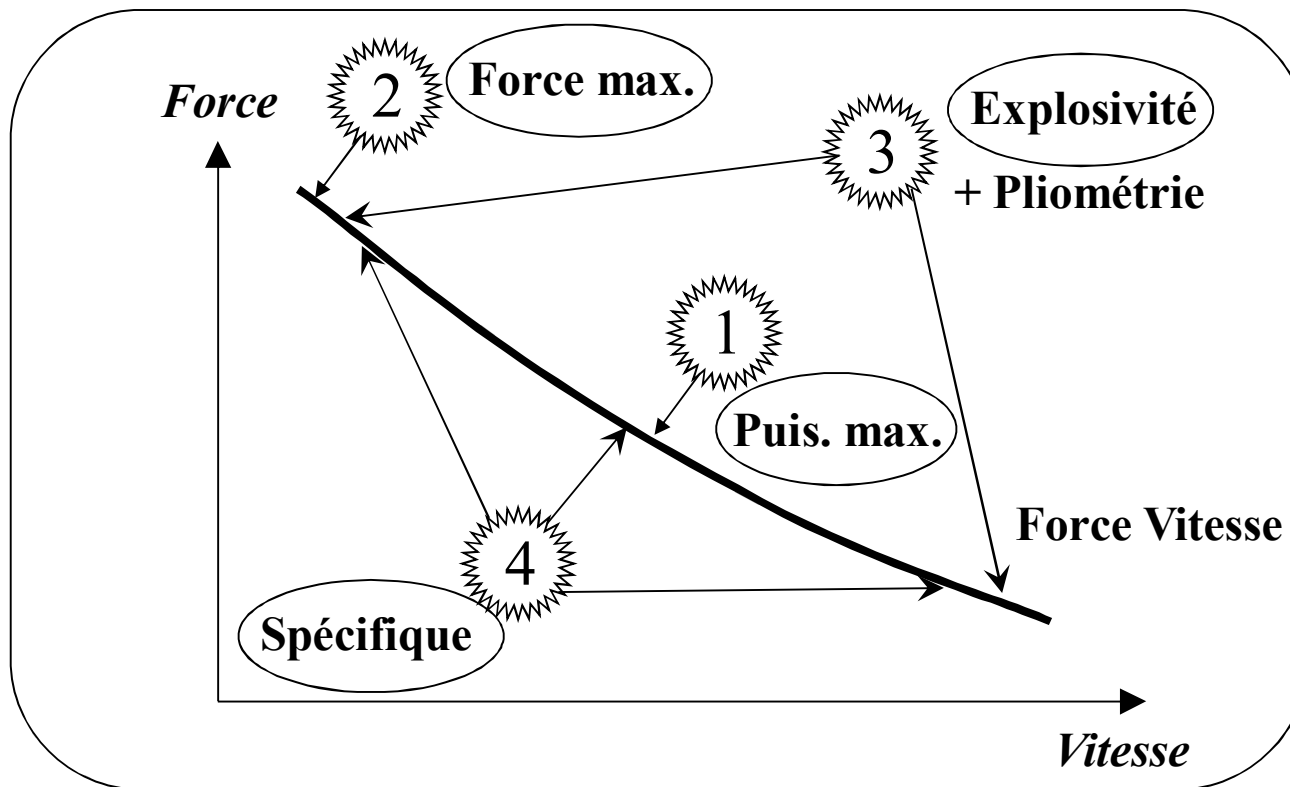 2
Force max.
Force
3
Explosivité
+ Pliométrie
1
Puis. max.
Force Vitesse
4
Spécifique
Vitesse